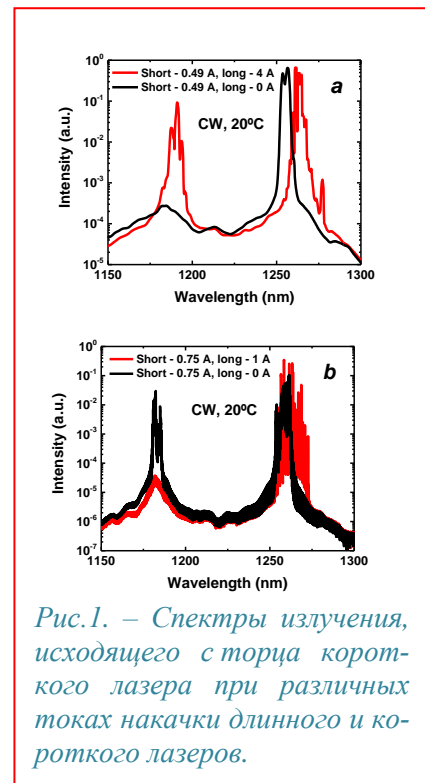 Short - 0.49 A, long - 4 A
Short - 0.49 A, long - 0 A
a
CW, 20ºC
Intensity (a.u.)
10⁰
10⁻¹
10⁻²
10⁻³
10⁻⁴
10⁻⁵
1150 1200 1250 1300
Wavelength (nm)
Short - 0.75 A, long - 1 A
Short - 0.75 A, long - 0 A
b
CW, 20ºC
Intensity (a.u.)
10⁰
10⁻¹
10⁻²
10⁻³
10⁻⁴
10⁻⁵
10⁻⁶
10⁻⁷
1150 1200 1250 1300
Wavelength (nm)
Рис.1. – Спектры излучения,
исходящего с торца корот-
кого лазера при различных
токах накачки длинного и ко-
роткого лазеров.